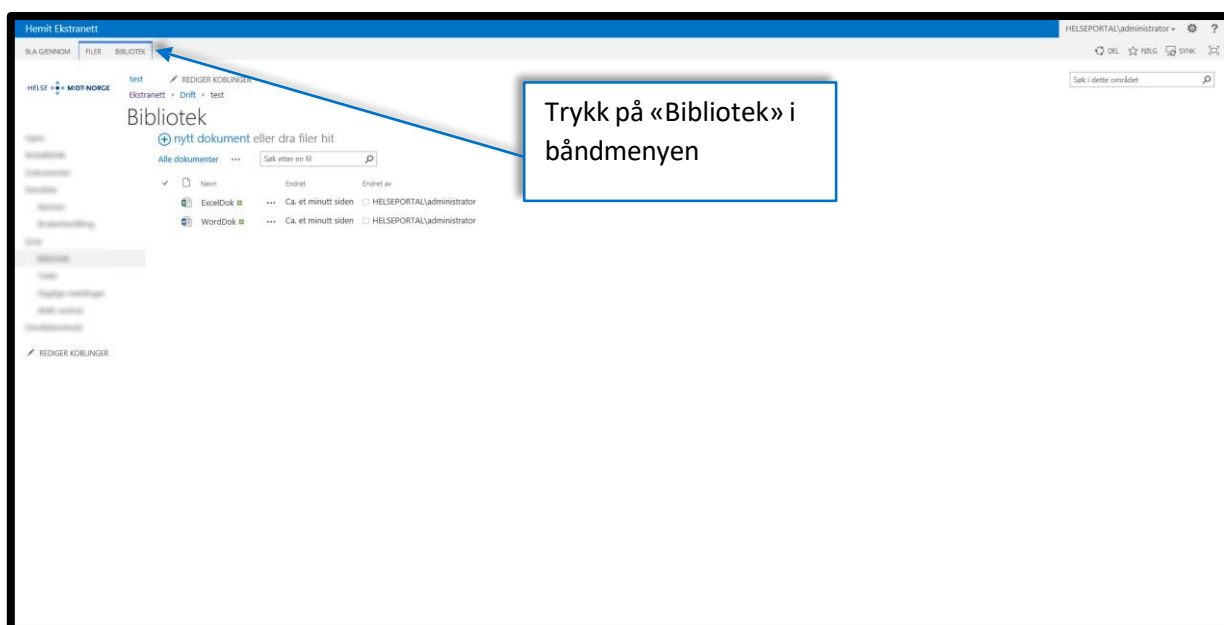 Hemit Ekstranett
HELSEPORTAL\administrator
?
BLA GJENNOM FILER BIBLIOTEK
DEL FØLG SYNK
HELSE MIDT-NORGE
test REDIGER KOBLINGER
Ekstranett Drift test
Søk i dette området
Bibliotek
nytt dokument eller dra filer hit
Alle dokumenter ... Søk etter en fil
Navn Endret Endret av
ExcelDok ... Ca. et minutt siden HELSEPORTAL\administrator
WordDok ... Ca. et minutt siden HELSEPORTAL\administrator
REDIGER KOBLINGER
Trykk på «Bibliotek» i
båndmenyen